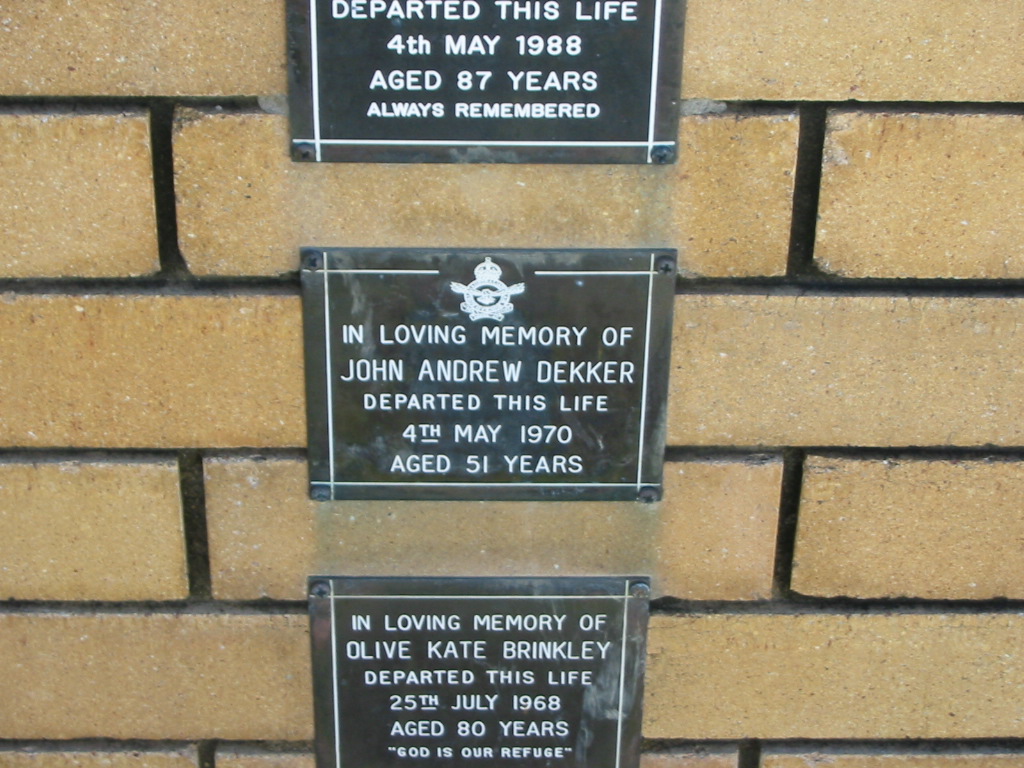 DEPARTED THIS LIFE
4th MAY 1988
AGED 87 YEARS
ALWAYS REMEMBERED
IN LOVING MEMORY OF
JOHN ANDREW DEKKER
DEPARTED THIS LIFE
4TH MAY 1970
AGED 51 YEARS
IN LOVING MEMORY OF
OLIVE KATE BRINKLEY
DEPARTED THIS LIFE
25TH JULY 1968
AGED 80 YEARS
"GOD IS OUR REFUGE"